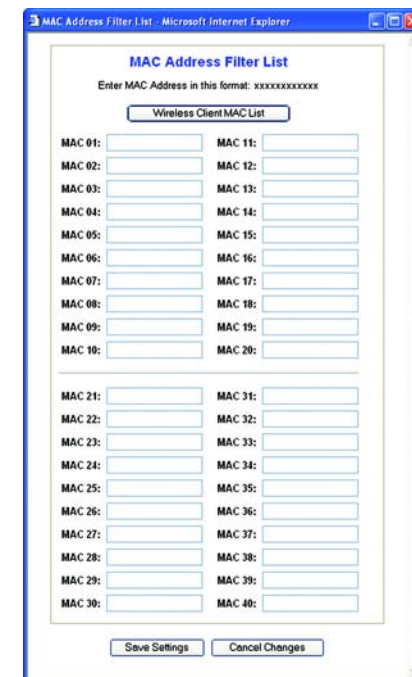 MAC Address Filter List - Microsoft Internet Explorer
MAC Address Filter List
Enter MAC Address in this format: xxxxxxxxxxxx
Wireless Client MAC List
MAC 01: MAC 11:
MAC 02: MAC 12:
MAC 03: MAC 13:
MAC 04: MAC 14:
MAC 05: MAC 15:
MAC 06: MAC 16:
MAC 07: MAC 17:
MAC 08: MAC 18:
MAC 09: MAC 19:
MAC 10: MAC 20:
MAC 21: MAC 31:
MAC 22: MAC 32:
MAC 23: MAC 33:
MAC 24: MAC 34:
MAC 25: MAC 35:
MAC 26: MAC 36:
MAC 27: MAC 37:
MAC 28: MAC 38:
MAC 29: MAC 39:
MAC 30: MAC 40:
Save Settings Cancel Changes